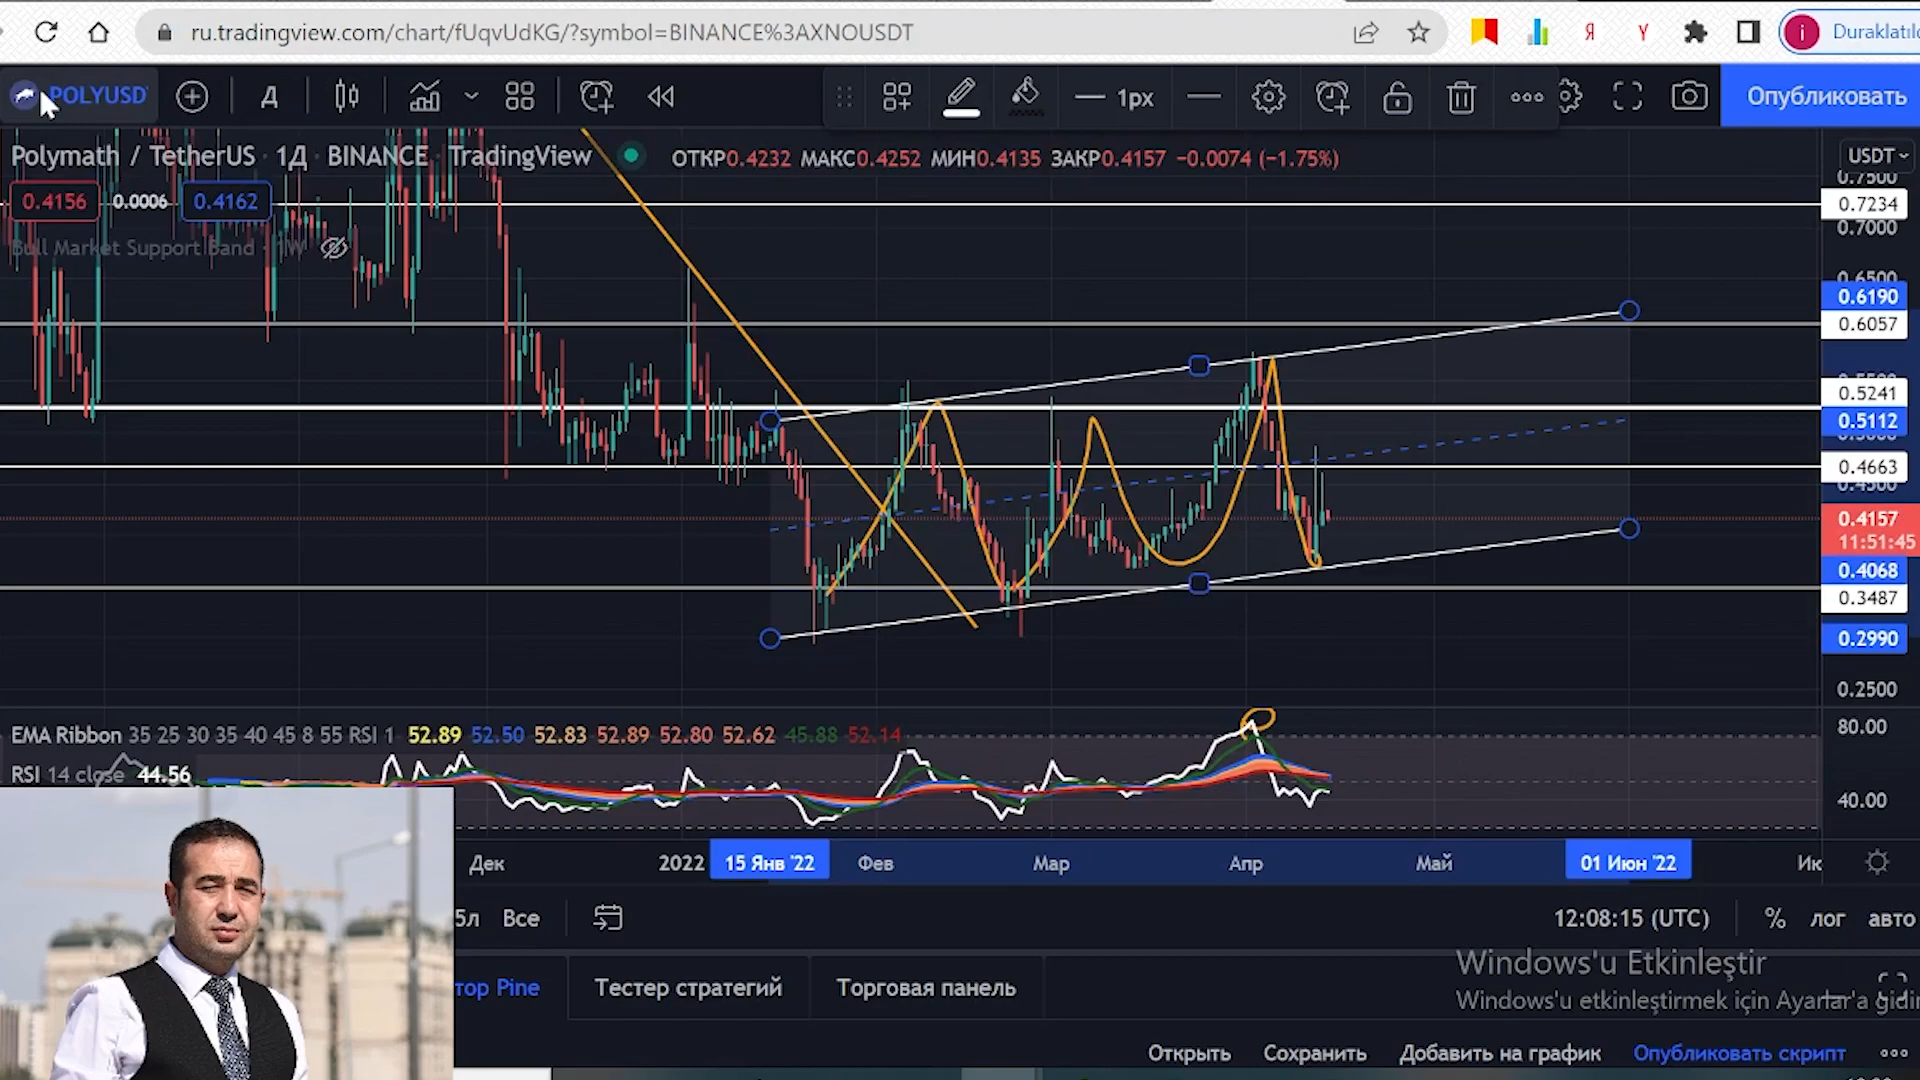 ru.tradingview.com/chart/fUqvUdKG/?symbol=BINANCE%3AXNOUSDT
Я
Y
i
Duraklatıld
POLYUSD
Д
1px
Опубликовать
Polymath / TetherUS · 1Д · BINANCE · TradingView
ОТКР0.4232 МАКС0.4252 МИН0.4135 ЗАКР0.4157 −0.0074 (−1.75%)
USDT
0.7500
0.4156 0.0006 0.4162
0.7234
0.7000
Bull Market Support Band · 1W
0.6500
0.6190
0.6057
0.5241
0.5112
0.4663
0.4500
0.4157
11:51:45
0.4068
0.3487
0.2990
0.2500
EMA Ribbon 35 25 30 35 40 45 8 55 RSI 1 52.89 52.50 52.83 52.89 52.80 52.62 45.88 52.14
80.00
RSI 14 close 44.56
40.00
Дек 2022 15 Янв '22 Фев Мар Апр Май 01 Июн '22 Ик
5л Все
12:08:15 (UTC) % лог авто
тор Pine Тестер стратегий Торговая панель
Windows'u Etkinleştir
Windows'u etkinleştirmek için Ayarlar'a gidin
Открыть Сохранить Добавить на график Опубликовать скрипт